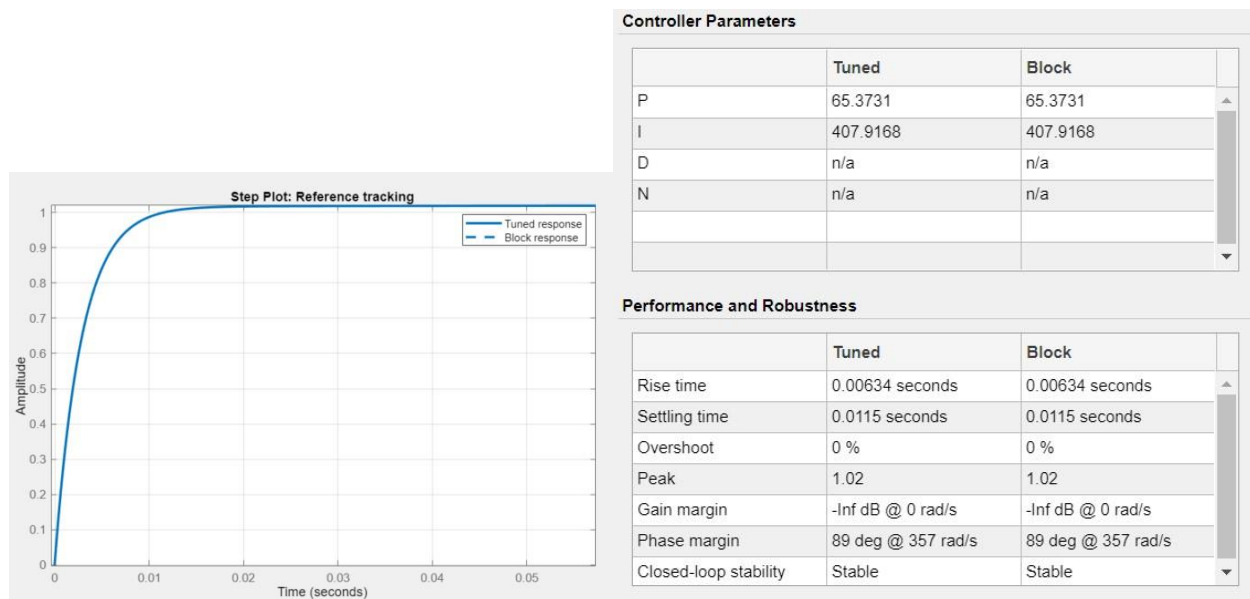 Controller Parameters
Tuned Block
P 65.3731 65.3731
I 407.9168 407.9168
D n/a n/a
N n/a n/a
Step Plot: Reference tracking
Tuned response
Block response
1
0.9
0.8
0.7
0.6
0.5
0.4
0.3
0.2
0.1
0
Amplitude
0 0.01 0.02 0.03 0.04 0.05
Time (seconds)
Performance and Robustness
Tuned Block
Rise time 0.00634 seconds 0.00634 seconds
Settling time 0.0115 seconds 0.0115 seconds
Overshoot 0 % 0 %
Peak 1.02 1.02
Gain margin -Inf dB @ 0 rad/s -Inf dB @ 0 rad/s
Phase margin 89 deg @ 357 rad/s 89 deg @ 357 rad/s
Closed-loop stability Stable Stable